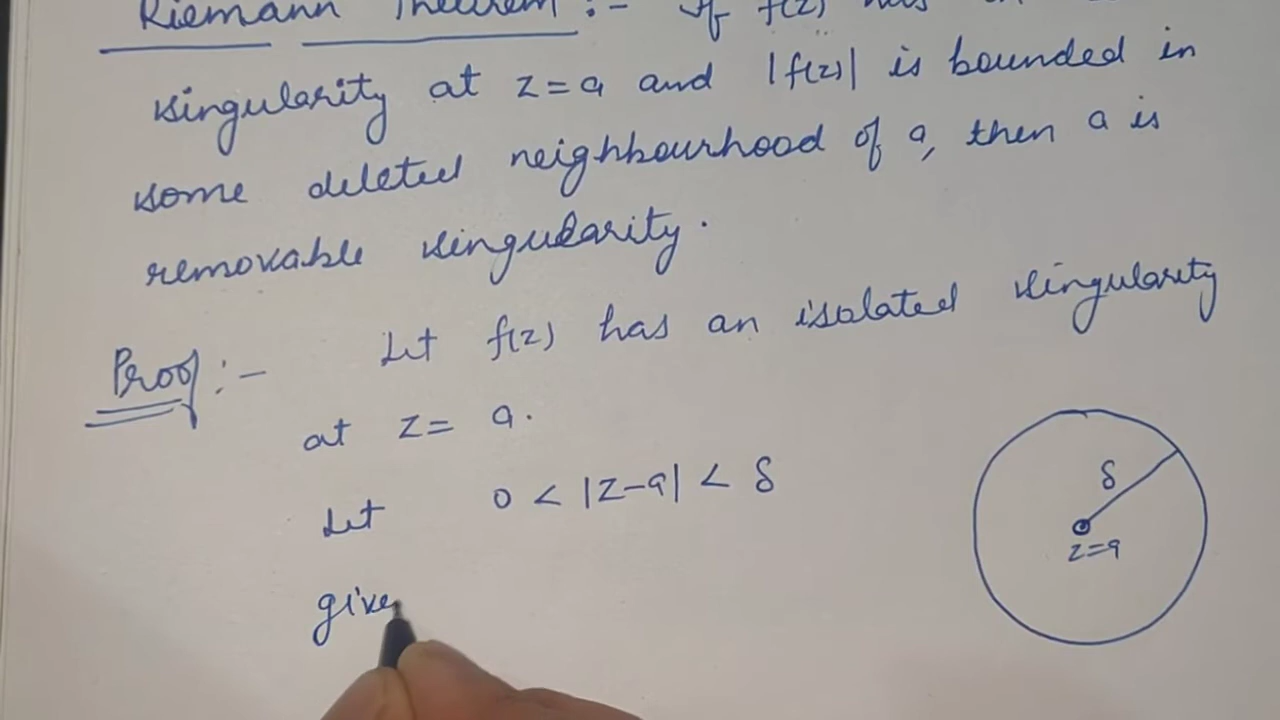 Riemann Theorem :- If f(z) has
singularity at z=a and |f(z)| is bounded in
some deleted neighbourhood of a, then a is
removable singularity.
Proof :- Let f(z) has an isolated singularity
at z= a.
Let 0 < |z-a| < δ
δ
z=a
give